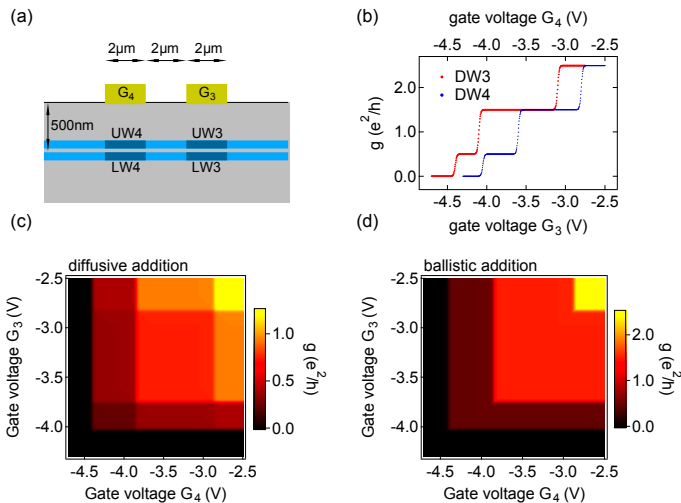 (a)
2µm 2µm 2µm
G4 G3
500nm
UW4 UW3
LW4 LW3
(b)
gate voltage G4 (V)
-4.5 -4.0 -3.5 -3.0 -2.5
DW3
DW4
g (e²/h)
2.0
1.0
0.0
-4.5 -4.0 -3.5 -3.0 -2.5
gate voltage G3 (V)
(c)
diffusive addition
Gate voltage G3 (V)
-2.5
-3.0
-3.5
-4.0
-4.5 -4.0 -3.5 -3.0 -2.5
Gate voltage G4 (V)
1.0
0.5
0.0
g (e²/h)
(d)
ballistic addition
Gate voltage G3 (V)
-2.5
-3.0
-3.5
-4.0
-4.5 -4.0 -3.5 -3.0 -2.5
Gate voltage G4 (V)
2.0
1.0
0.0
g (e²/h)